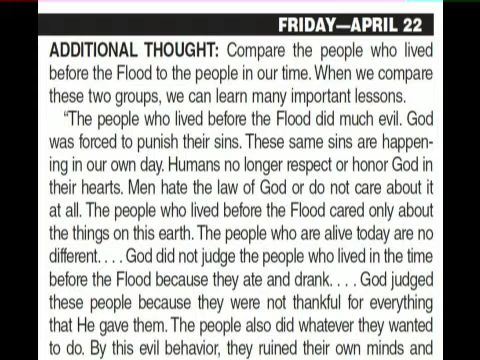 FRIDAY—APRIL 22
ADDITIONAL THOUGHT: Compare the people who lived
before the Flood to the people in our time. When we compare
these two groups, we can learn many important lessons.
"The people who lived before the Flood did much evil. God
was forced to punish their sins. These same sins are happen-
ing in our own day. Humans no longer respect or honor God in
their hearts. Men hate the law of God or do not care about it
at all. The people who lived before the Flood cared only about
the things on this earth. The people who are alive today are no
different. . . . God did not judge the people who lived in the time
before the Flood because they ate and drank. . . . God judged
these people because they were not thankful for everything
that He gave them. The people also did whatever they wanted
to do. By this evil behavior, they ruined their own minds and